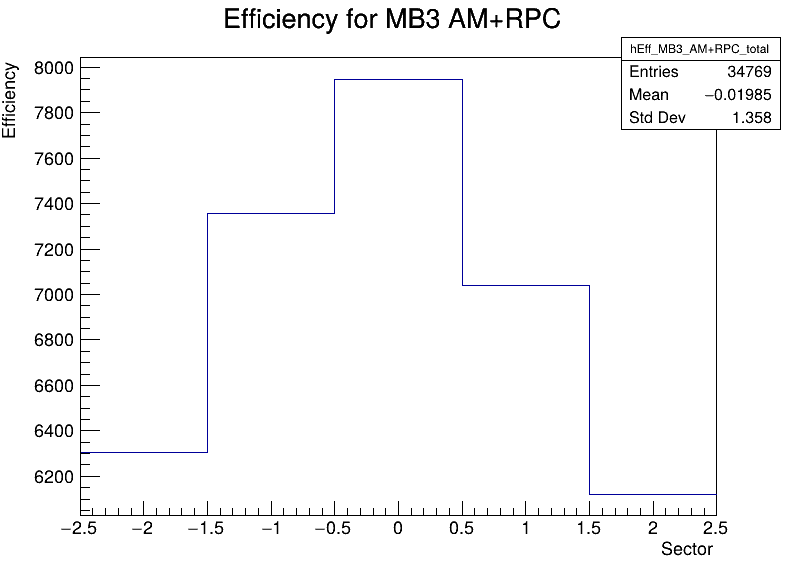 Efficiency for MB3 AM+RPC
hEff_MB3_AM+RPC_total
Entries 34769
Mean −0.01985
Std Dev 1.358
Efficiency
8000
7800
7600
7400
7200
7000
6800
6600
6400
6200
−2.5 −2 −1.5 −1 −0.5 0 0.5 1 1.5 2 2.5
Sector